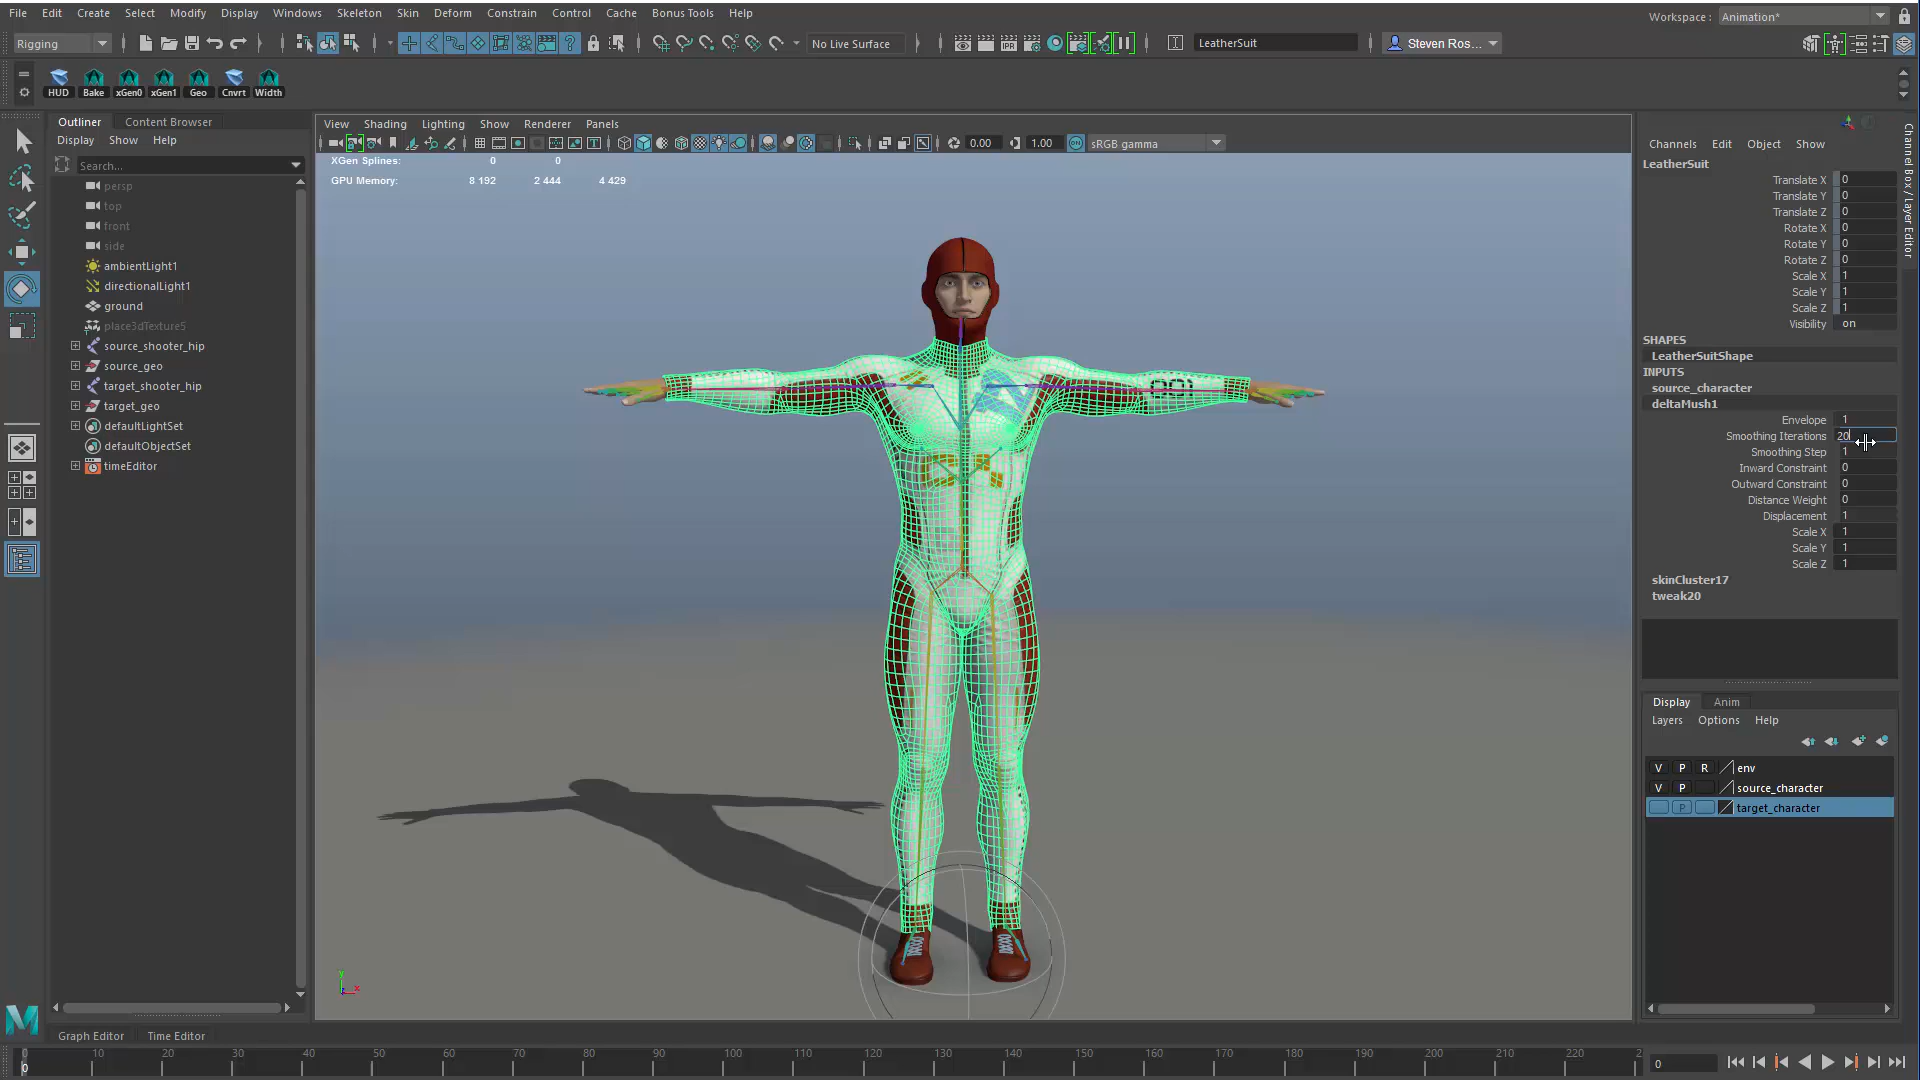 File Edit Create Select Modify Display Windows Skeleton Skin Deform Constrain Control Cache Bonus Tools Help
Workspace : Animation*
Rigging
No Live Surface
LeatherSuit
Steven Ros...
HUD Bake xGen0 xGen1 Geo Cnvrt Width
IPR
Outliner Content Browser
Display Show Help
Search...
persp
top
front
side
ambientLight1
directionalLight1
ground
place3dTexture5
source_shooter_hip
source_geo
target_shooter_hip
target_geo
defaultLightSet
defaultObjectSet
timeEditor
View Shading Lighting Show Renderer Panels
0.00 1.00 sRGB gamma
XGen Splines: 0 0
GPU Memory: 8 192 2 444 4 429
001
y
x
Channel Box / Layer Editor
Channels Edit Object Show
LeatherSuit
Translate X 0
Translate Y 0
Translate Z 0
Rotate X 0
Rotate Y 0
Rotate Z 0
Scale X 1
Scale Y 1
Scale Z 1
Visibility on
SHAPES
LeatherSuitShape
INPUTS
source_character
deltaMush1
Envelope 1
Smoothing Iterations 20
Smoothing Step 1
Inward Constraint 0
Outward Constraint 0
Distance Weight 0
Displacement 1
Scale X 1
Scale Y 1
Scale Z 1
skinCluster17
tweak20
Display Anim
Layers Options Help
V P R env
V P source_character
P target_character
Graph Editor Time Editor
0 10 20 30 40 50 60 70 80 90 100 110 120 130 140 150 160 170 180 190 200 210 220 2
0
0